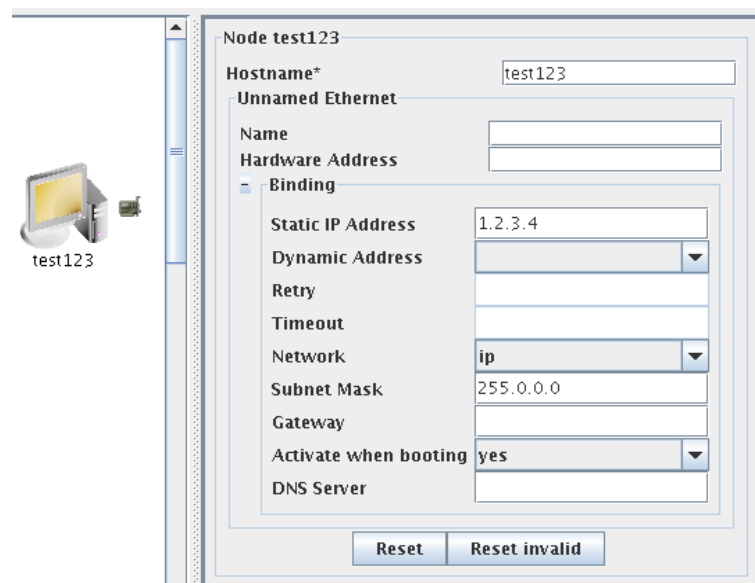 test123
Node test123
Hostname* test123
Unnamed Ethernet
Name
Hardware Address
- Binding
Static IP Address 1.2.3.4
Dynamic Address
Retry
Timeout
Network ip
Subnet Mask 255.0.0.0
Gateway
Activate when booting yes
DNS Server
Reset Reset invalid